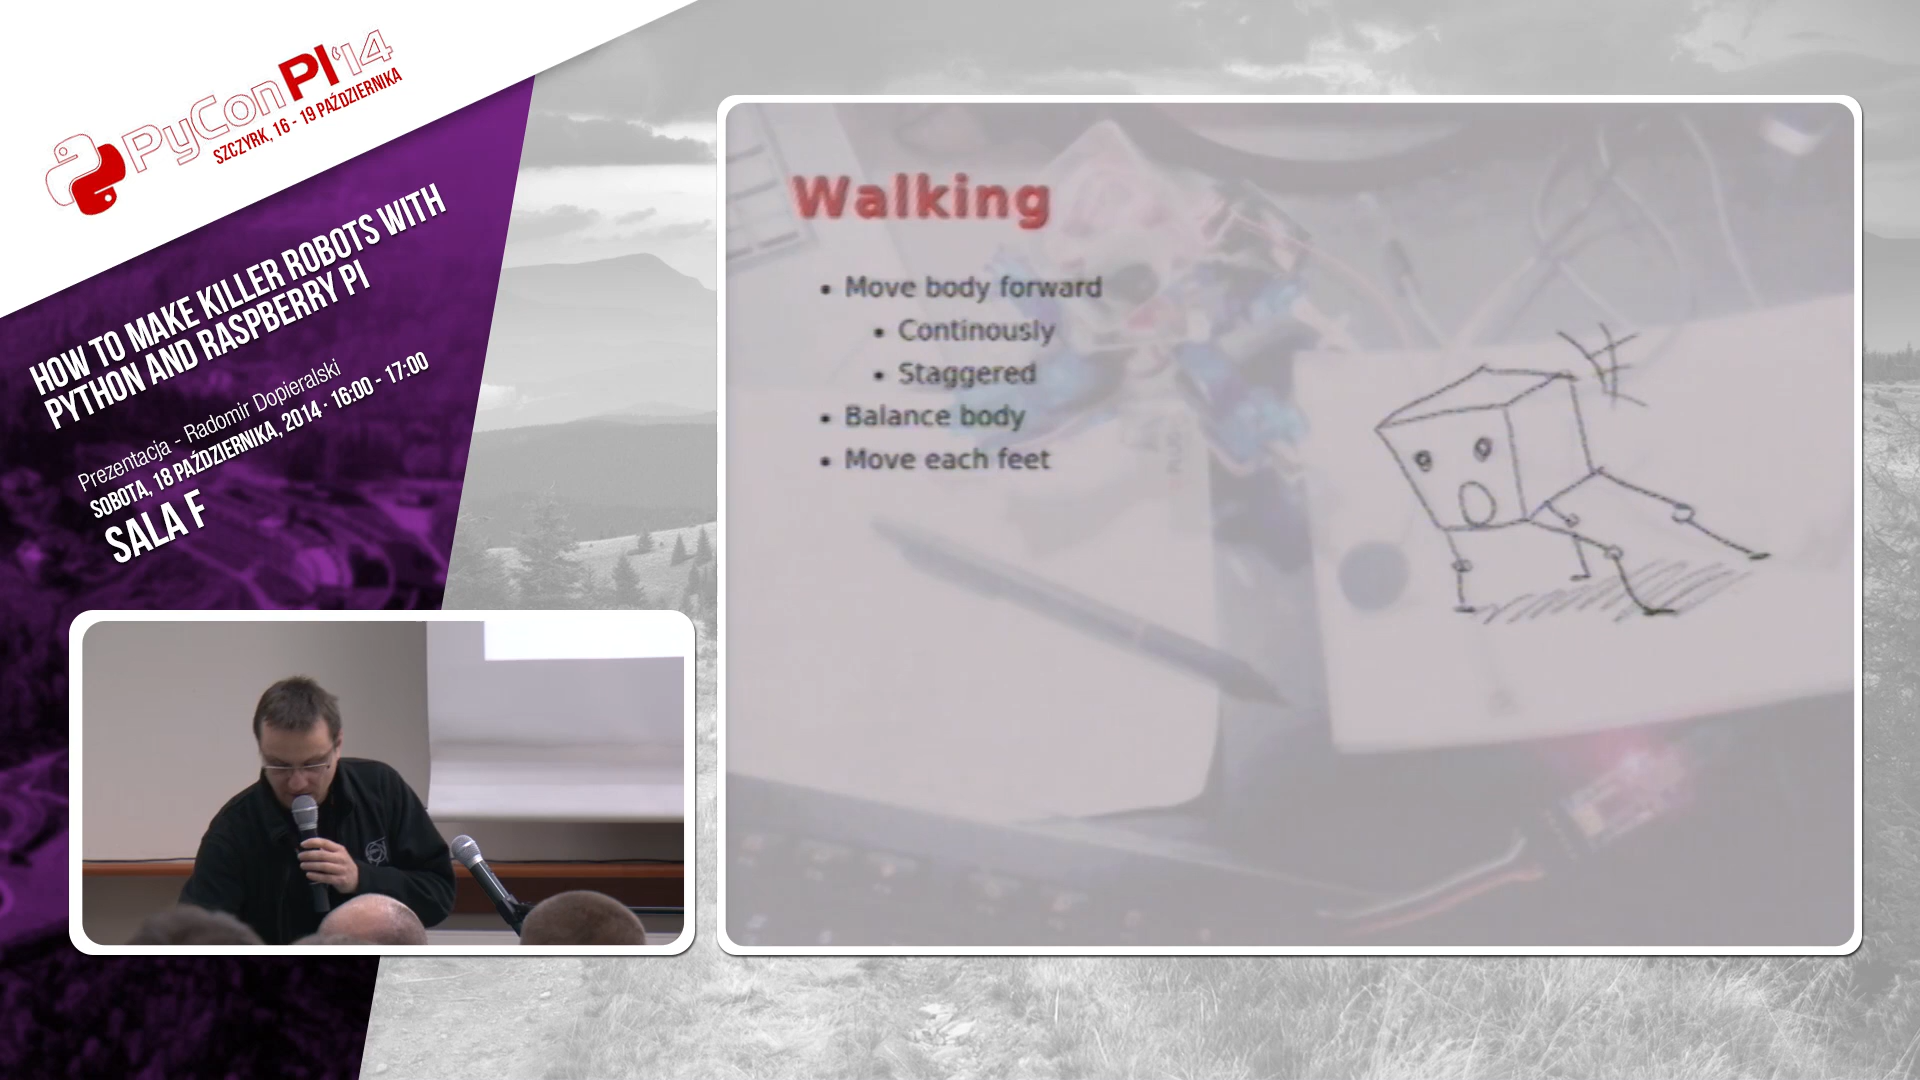 PyConPl'14
SZCZYRK, 16 - 19 PAŹDZIERNIKA
HOW TO MAKE KILLER ROBOTS WITH
PYTHON AND RASPBERRY PI
Prezentacja - Radomir Dopieralski
SOBOTA, 18 PAŹDZIERNIKA, 2014 · 16:00 - 17:00
SALA F
Walking
• Move body forward
• Continously
• Staggered
• Balance body
• Move each feet